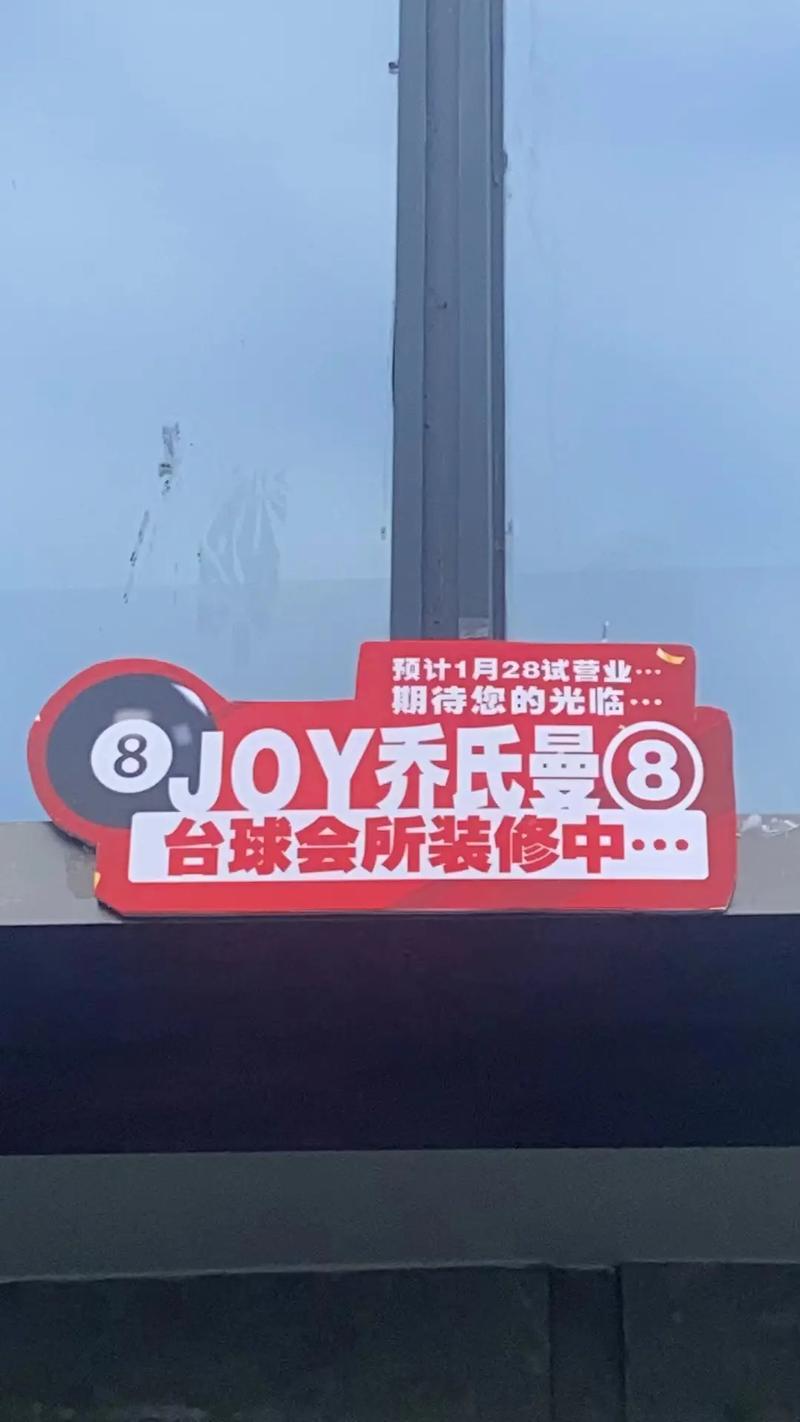 预计1月28试营业…
期待您的光临…
8 JOY乔氏曼⑧
台球会所装修中…